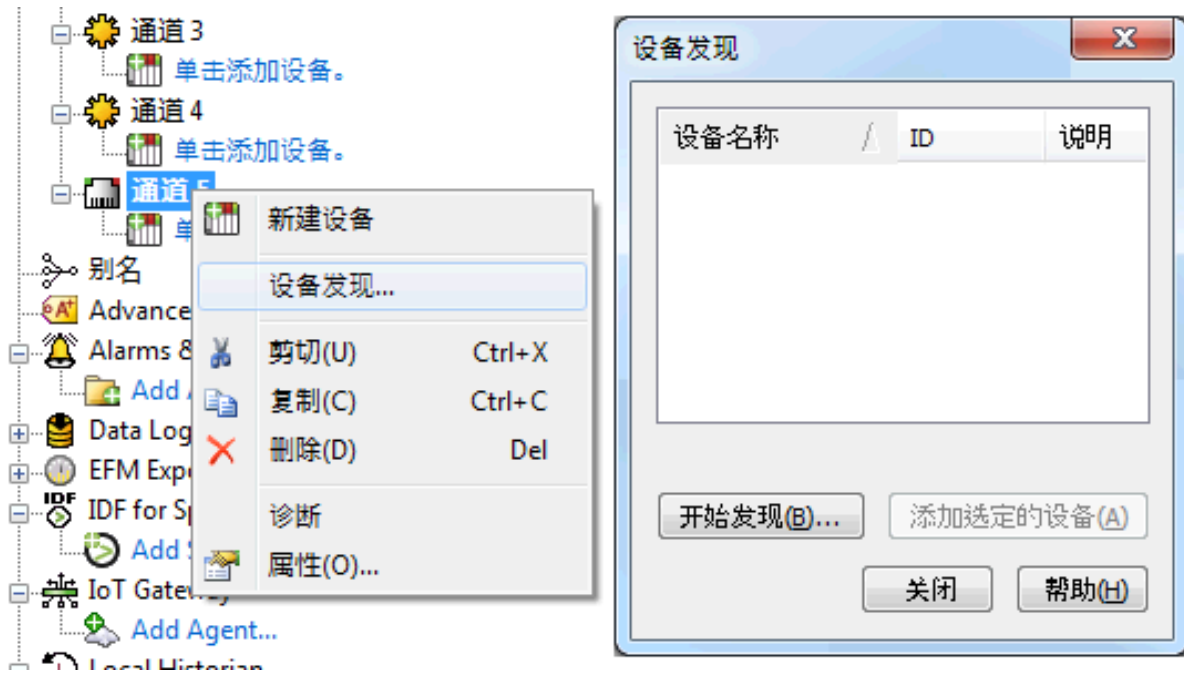 通道 3
单击添加设备。
通道 4
单击添加设备。
通道
别名
Advance
Alarms &
Add
Data Log
EFM Exp
IDF
IDF for
Add
IoT
Add Agent...
Local Historian
新建设备
设备发现...
剪切(U) Ctrl+X
复制(C) Ctrl+C
删除(D) Del
诊断
属性(O)...
设备发现
设备名称 ID 说明
开始发现(B)... 添加选定的设备(A)
关闭 帮助(H)